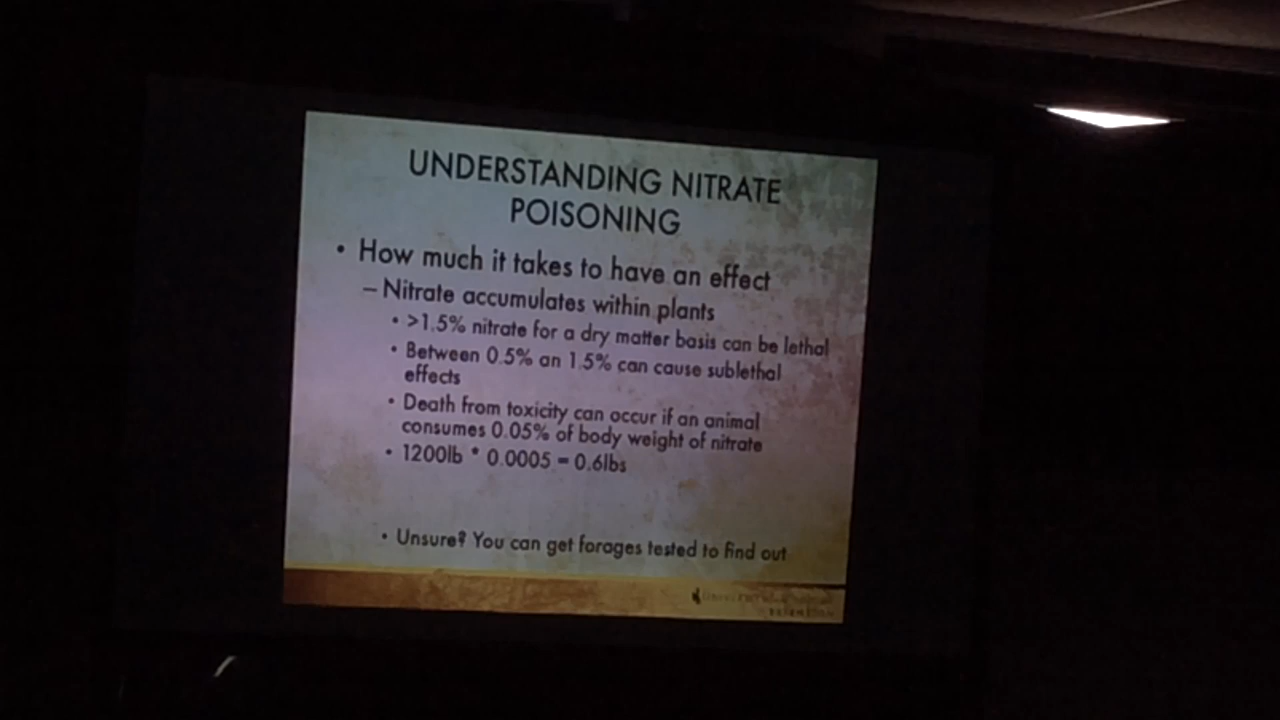 UNDERSTANDING NITRATE
POISONING
• How much it takes to have an effect
– Nitrate accumulates within plants
• >1.5% nitrate for a dry matter basis can be lethal
• Between 0.5% an 1.5% can cause sublethal
effects
• Death from toxicity can occur if an animal
consumes 0.05% of body weight of nitrate
• 1200lb * 0.0005 = 0.6lbs
• Unsure? You can get forages tested to find out
EXTENSION